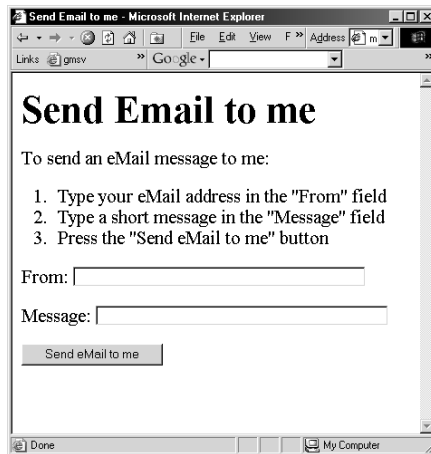 Send Email to me - Microsoft Internet Explorer
File Edit View F » Address m
Links gmsv » Google »
Send Email to me
To send an eMail message to me:
1. Type your eMail address in the "From" field
2. Type a short message in the "Message" field
3. Press the "Send eMail to me" button
From:
Message:
Send eMail to me
Done My Computer